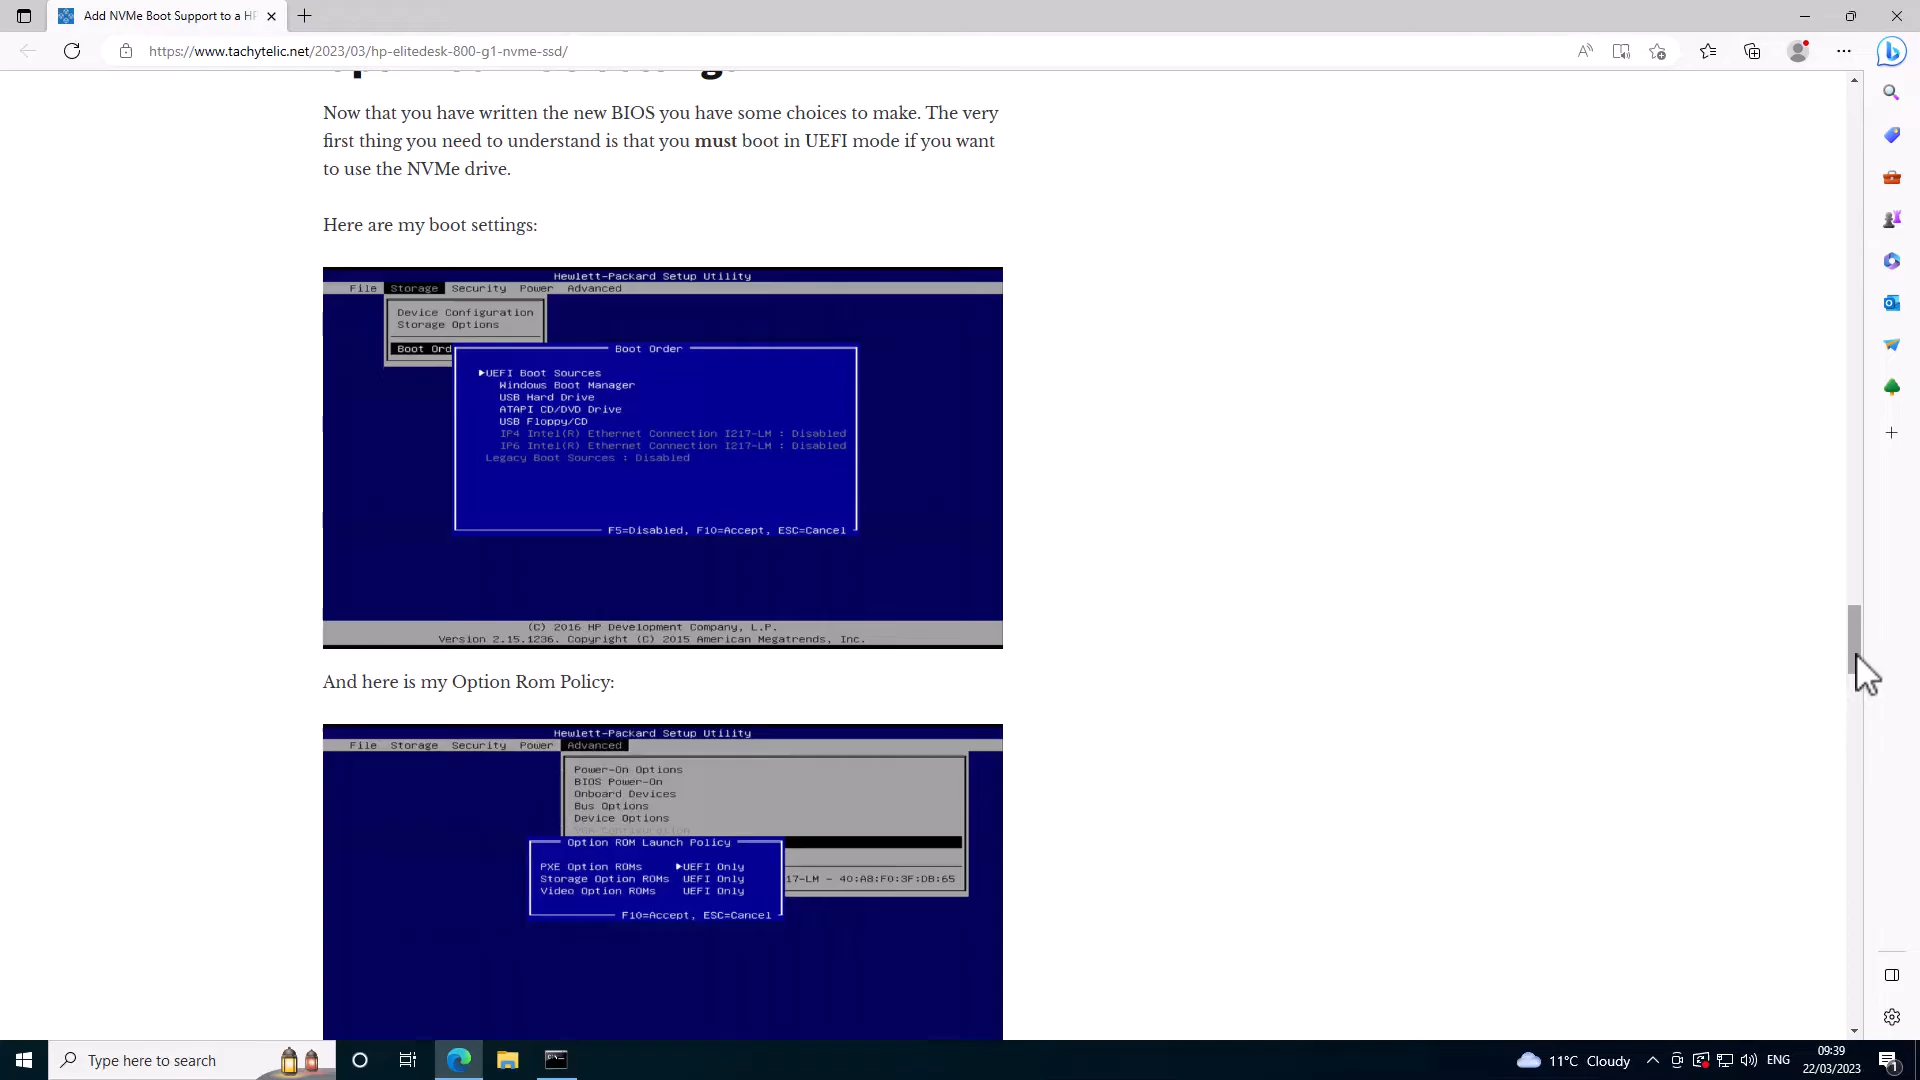 Add NVMe Boot Support to a HP
https://www.tachytelic.net/2023/03/hp-elitedesk-800-g1-nvme-ssd/
Now that you have written the new BIOS you have some choices to make. The very
first thing you need to understand is that you must boot in UEFI mode if you want
to use the NVMe drive.
Here are my boot settings:
Hewlett-Packard Setup Utility
File Storage Security Power Advanced
Device Configuration
Storage Options
Boot Ord
Boot Order
UEFI Boot Sources
Windows Boot Manager
USB Hard Drive
ATAPI CD/DVD Drive
USB Floppy/CD
IP4 Intel(R) Ethernet Connection I217-LM : Disabled
IP6 Intel(R) Ethernet Connection I217-LM : Disabled
Legacy Boot Sources : Disabled
F5=Disabled, F10=Accept, ESC=Cancel
(C) 2016 HP Development Company, L.P.
Version 2.15.1236. Copyright (C) 2015 American Megatrends, Inc.
And here is my Option Rom Policy:
Hewlett-Packard Setup Utility
File Storage Security Power Advanced
Power-On Options
BIOS Power-On
Onboard Devices
Bus Options
Device Options
Option ROM Launch Policy
PXE Option ROMs UEFI Only
Storage Option ROMs UEFI Only
Video Option ROMs UEFI Only
17-LM - 40:A8:F0:3F:DB:65
F10=Accept, ESC=Cancel
Type here to search
11°C Cloudy
ENG
09:39
22/03/2023
1